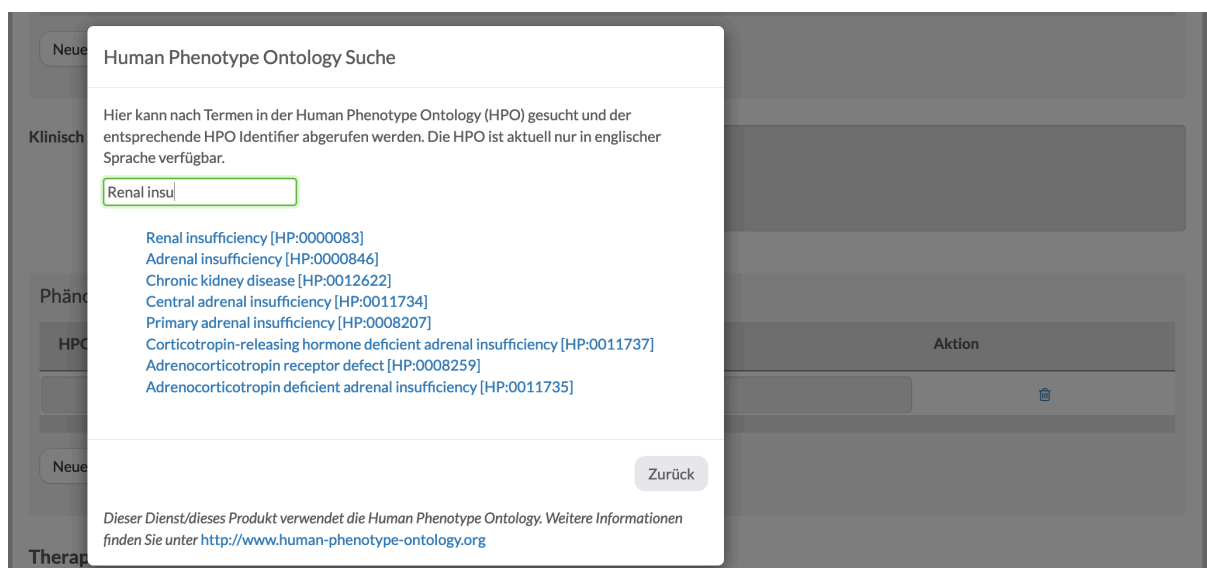 Neue
Human Phenotype Ontology Suche
Hier kann nach Termen in der Human Phenotype Ontology (HPO) gesucht und der
entsprechende HPO Identifier abgerufen werden. Die HPO ist aktuell nur in englischer
Sprache verfügbar.
Klinisch
Renal insu
Renal insufficiency [HP:0000083]
Adrenal insufficiency [HP:0000846]
Chronic kidney disease [HP:0012622]
Central adrenal insufficiency [HP:0011734]
Primary adrenal insufficiency [HP:0008207]
Corticotropin-releasing hormone deficient adrenal insufficiency [HP:0011737]
Adrenocorticotropin receptor defect [HP:0008259]
Adrenocorticotropin deficient adrenal insufficiency [HP:0011735]
Phäno
HPO
Aktion
Neue
Zurück
Dieser Dienst/dieses Produkt verwendet die Human Phenotype Ontology. Weitere Informationen
finden Sie unter http://www.human-phenotype-ontology.org
Therap